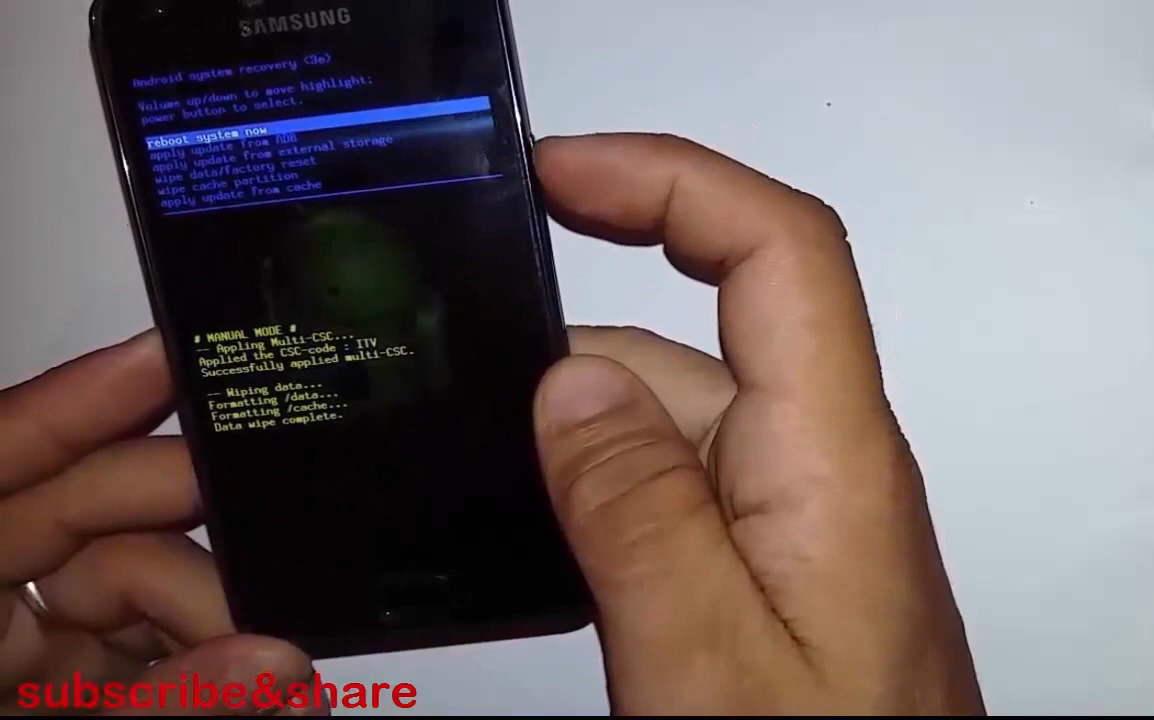 SAMSUNG
Android system recovery (3e)
Volume up/down to move highlight;
power button to select.
reboot system now
apply update from ADB
apply update from external storage
wipe data/factory reset
wipe cache partition
apply update from cache
# MANUAL MODE #
-- Appling Multi-CSC...
Applied the CSC-code : ITV
Successfully applied multi-CSC.
-- Wiping data...
Formatting /data...
Formatting /cache...
Data wipe complete.
subscribe&share